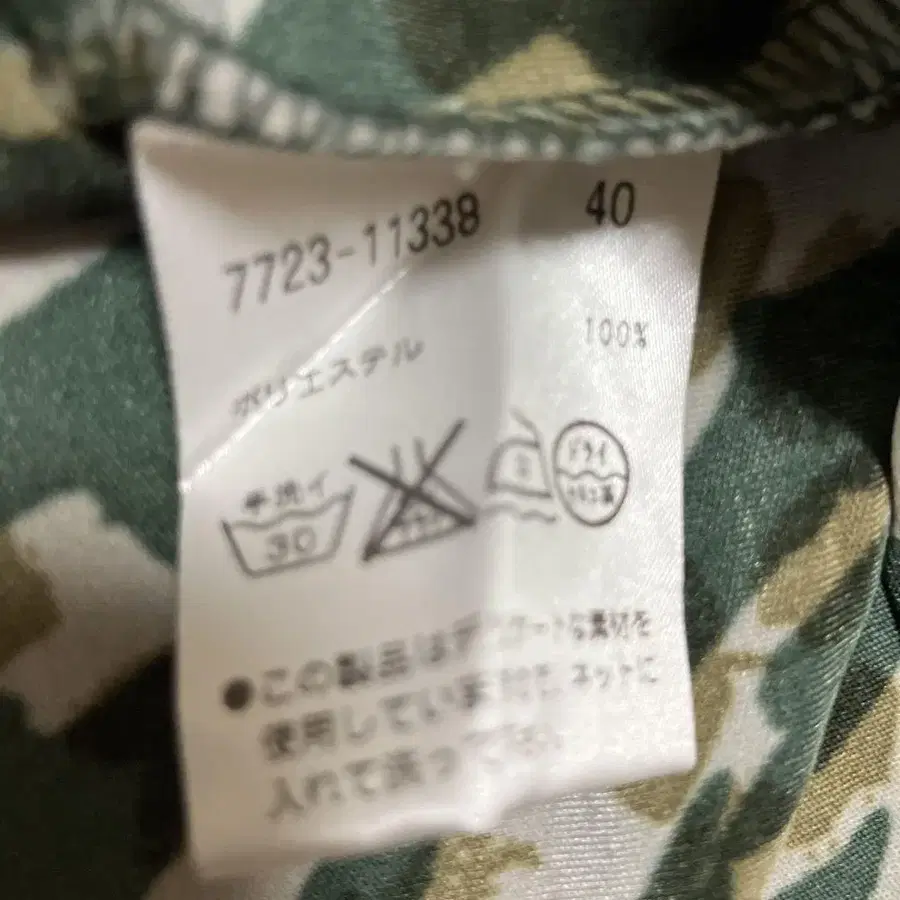 7723-11338 40
ポリエステル 100%
手洗イ
30
ドライ
●この製品はデリケートな素材を
使用しています ネットに
入れて洗って下さい